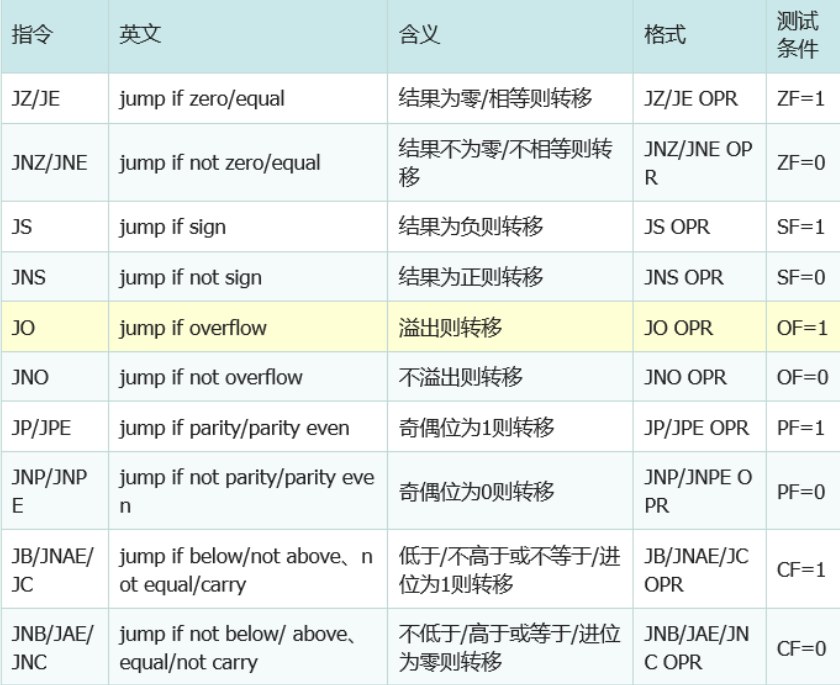 指令 英文 含义 格式 测试
条件
JZ/JE jump if zero/equal 结果为零/相等则转移 JZ/JE OPR ZF=1
JNZ/JNE jump if not zero/equal 结果不为零/不相等则转
移 JNZ/JNE OP
R ZF=0
JS jump if sign 结果为负则转移 JS OPR SF=1
JNS jump if not sign 结果为正则转移 JNS OPR SF=0
JO jump if overflow 溢出则转移 JO OPR OF=1
JNO jump if not overflow 不溢出则转移 JNO OPR OF=0
JP/JPE jump if parity/parity even 奇偶位为1则转移 JP/JPE OPR PF=1
JNP/JNP
E jump if not parity/parity eve
n 奇偶位为0则转移 JNP/JNPE O
PR PF=0
JB/JNAE/
JC jump if below/not above、n
ot equal/carry 低于/不高于或不等于/进
位为1则转移 JB/JNAE/JC
OPR CF=1
JNB/JAE/
JNC jump if not below/ above、
equal/not carry 不低于/高于或等于/进位
为零则转移 JNB/JAE/JN
C OPR CF=0